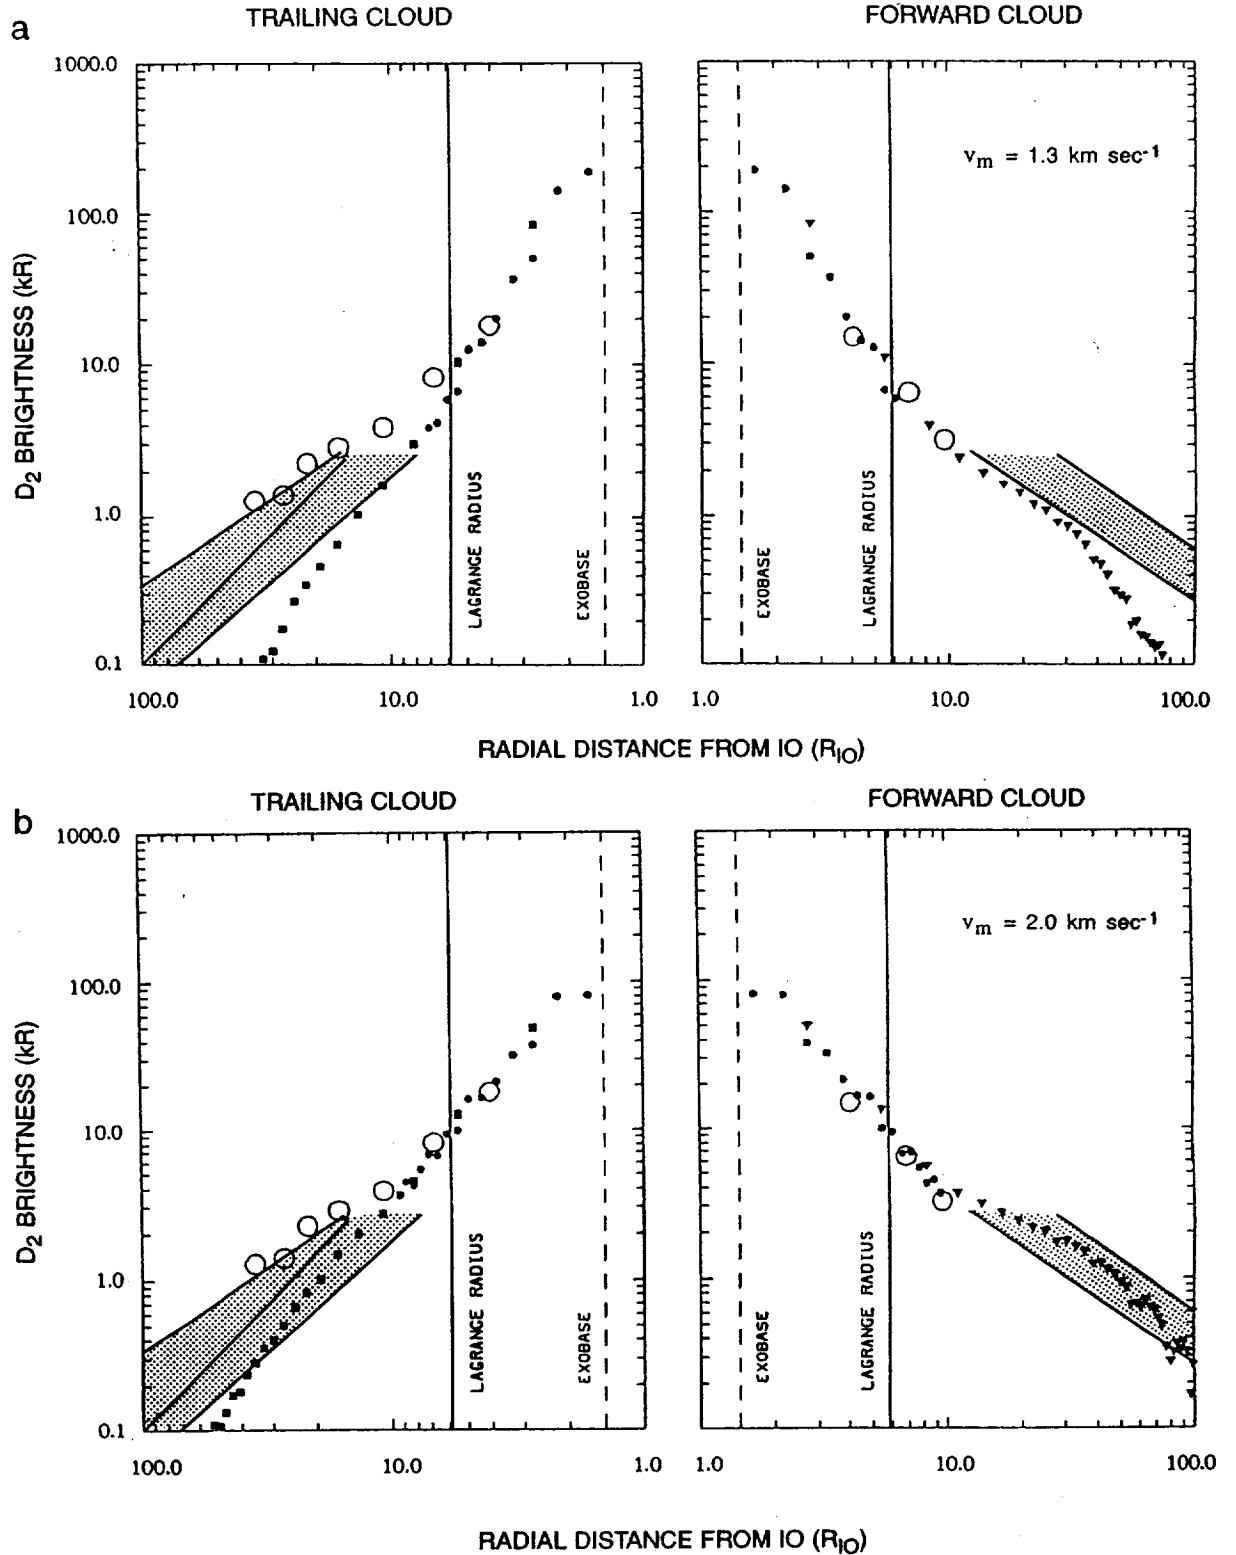 a
TRAILING CLOUD
FORWARD CLOUD
1000.0
100.0
10.0
1.0
0.1
D2 BRIGHTNESS (kR)
LAGRANGE RADIUS
EXOBASE
EXOBASE
LAGRANGE RADIUS
vm = 1.3 km sec-1
100.0 10.0 1.0
1.0 10.0 100.0
RADIAL DISTANCE FROM IO (RIO)
b
TRAILING CLOUD
FORWARD CLOUD
1000.0
100.0
10.0
1.0
0.1
D2 BRIGHTNESS (kR)
LAGRANGE RADIUS
EXOBASE
EXOBASE
LAGRANGE RADIUS
vm = 2.0 km sec-1
100.0 10.0 1.0
1.0 10.0 100.0
RADIAL DISTANCE FROM IO (RIO)